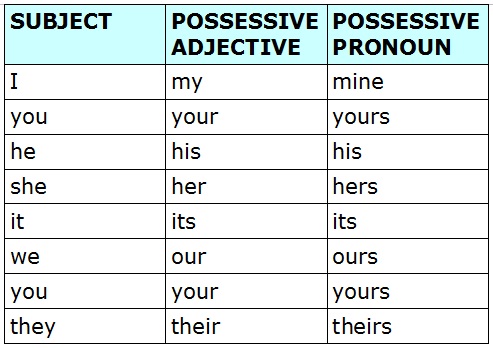 SUBJECT POSSESSIVE ADJECTIVE POSSESSIVE PRONOUN
I my mine
you your yours
he his his
she her hers
it its its
we our ours
you your yours
they their theirs